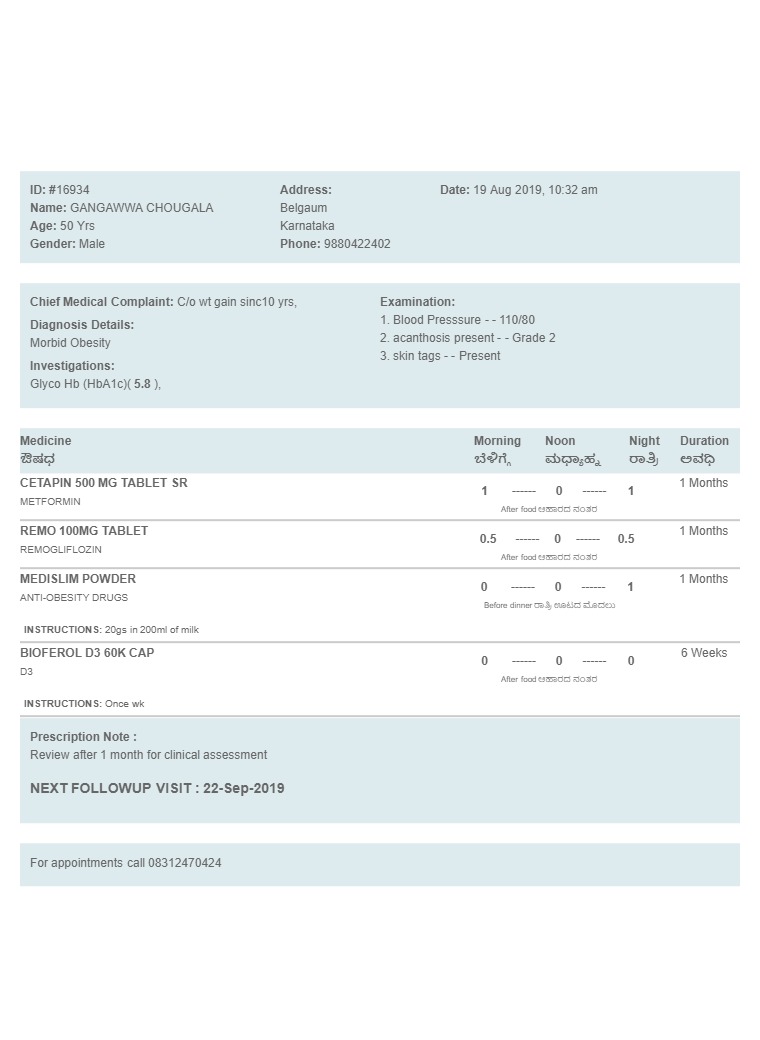 ID: #16934
Name: GANGAWWA CHOUGALA
Age: 50 Yrs
Gender: Male
Address:
Belgaum
Karnataka
Phone: 9880422402
Date: 19 Aug 2019, 10:32 am
Chief Medical Complaint: C/o wt gain sinc10 yrs,
Diagnosis Details:
Morbid Obesity
Investigations:
Glyco Hb (HbA1c)( 5.8 ),
Examination:
1. Blood Presssure - - 110/80
2. acanthosis present - - Grade 2
3. skin tags - - Present
Medicine Morning Noon Night Duration
ಔಷಧ ಬೆಳಿಗ್ಗೆ ಮಧ್ಯಾಹ್ನ ರಾತ್ರಿ ಅವಧಿ
CETAPIN 500 MG TABLET SR 1 ------ 0 ------ 1 1 Months
METFORMIN
After food ಆಹಾರದ ನಂತರ
REMO 100MG TABLET 0.5 ------ 0 ------ 0.5 1 Months
REMOGLIFLOZIN
After food ಆಹಾರದ ನಂತರ
MEDISLIM POWDER 0 ------ 0 ------ 1 1 Months
ANTI-OBESITY DRUGS
Before dinner ರಾತ್ರಿ ಊಟದ ಮೊದಲು
INSTRUCTIONS: 20gs in 200ml of milk
BIOFEROL D3 60K CAP 0 ------ 0 ------ 0 6 Weeks
D3
After food ಆಹಾರದ ನಂತರ
INSTRUCTIONS: Once wk
Prescription Note :
Review after 1 month for clinical assessment
NEXT FOLLOWUP VISIT : 22-Sep-2019
For appointments call 08312470424